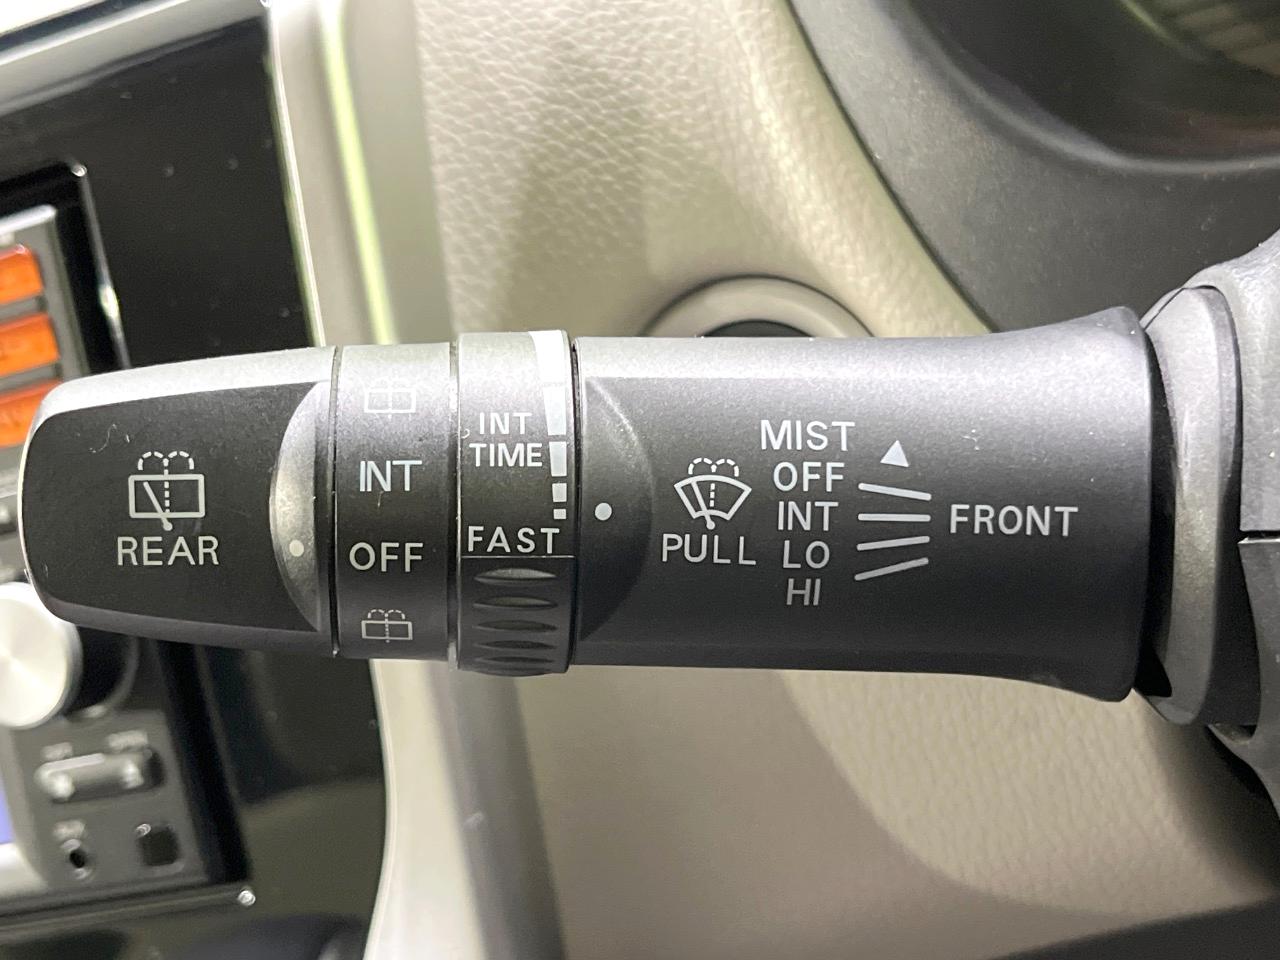 REAR
INT
OFF
INT
TIME
FAST
PULL
MIST
OFF
INT
LO
HI
FRONT